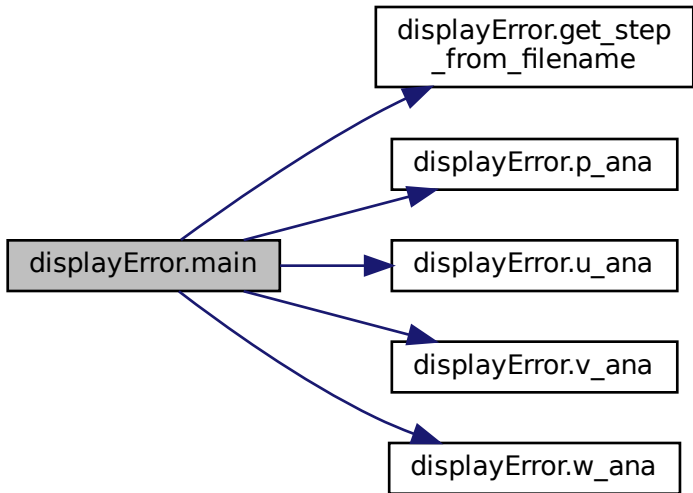 displayError.get_step
_from_filename
displayError.p_ana
displayError.main
displayError.u_ana
displayError.v_ana
displayError.w_ana